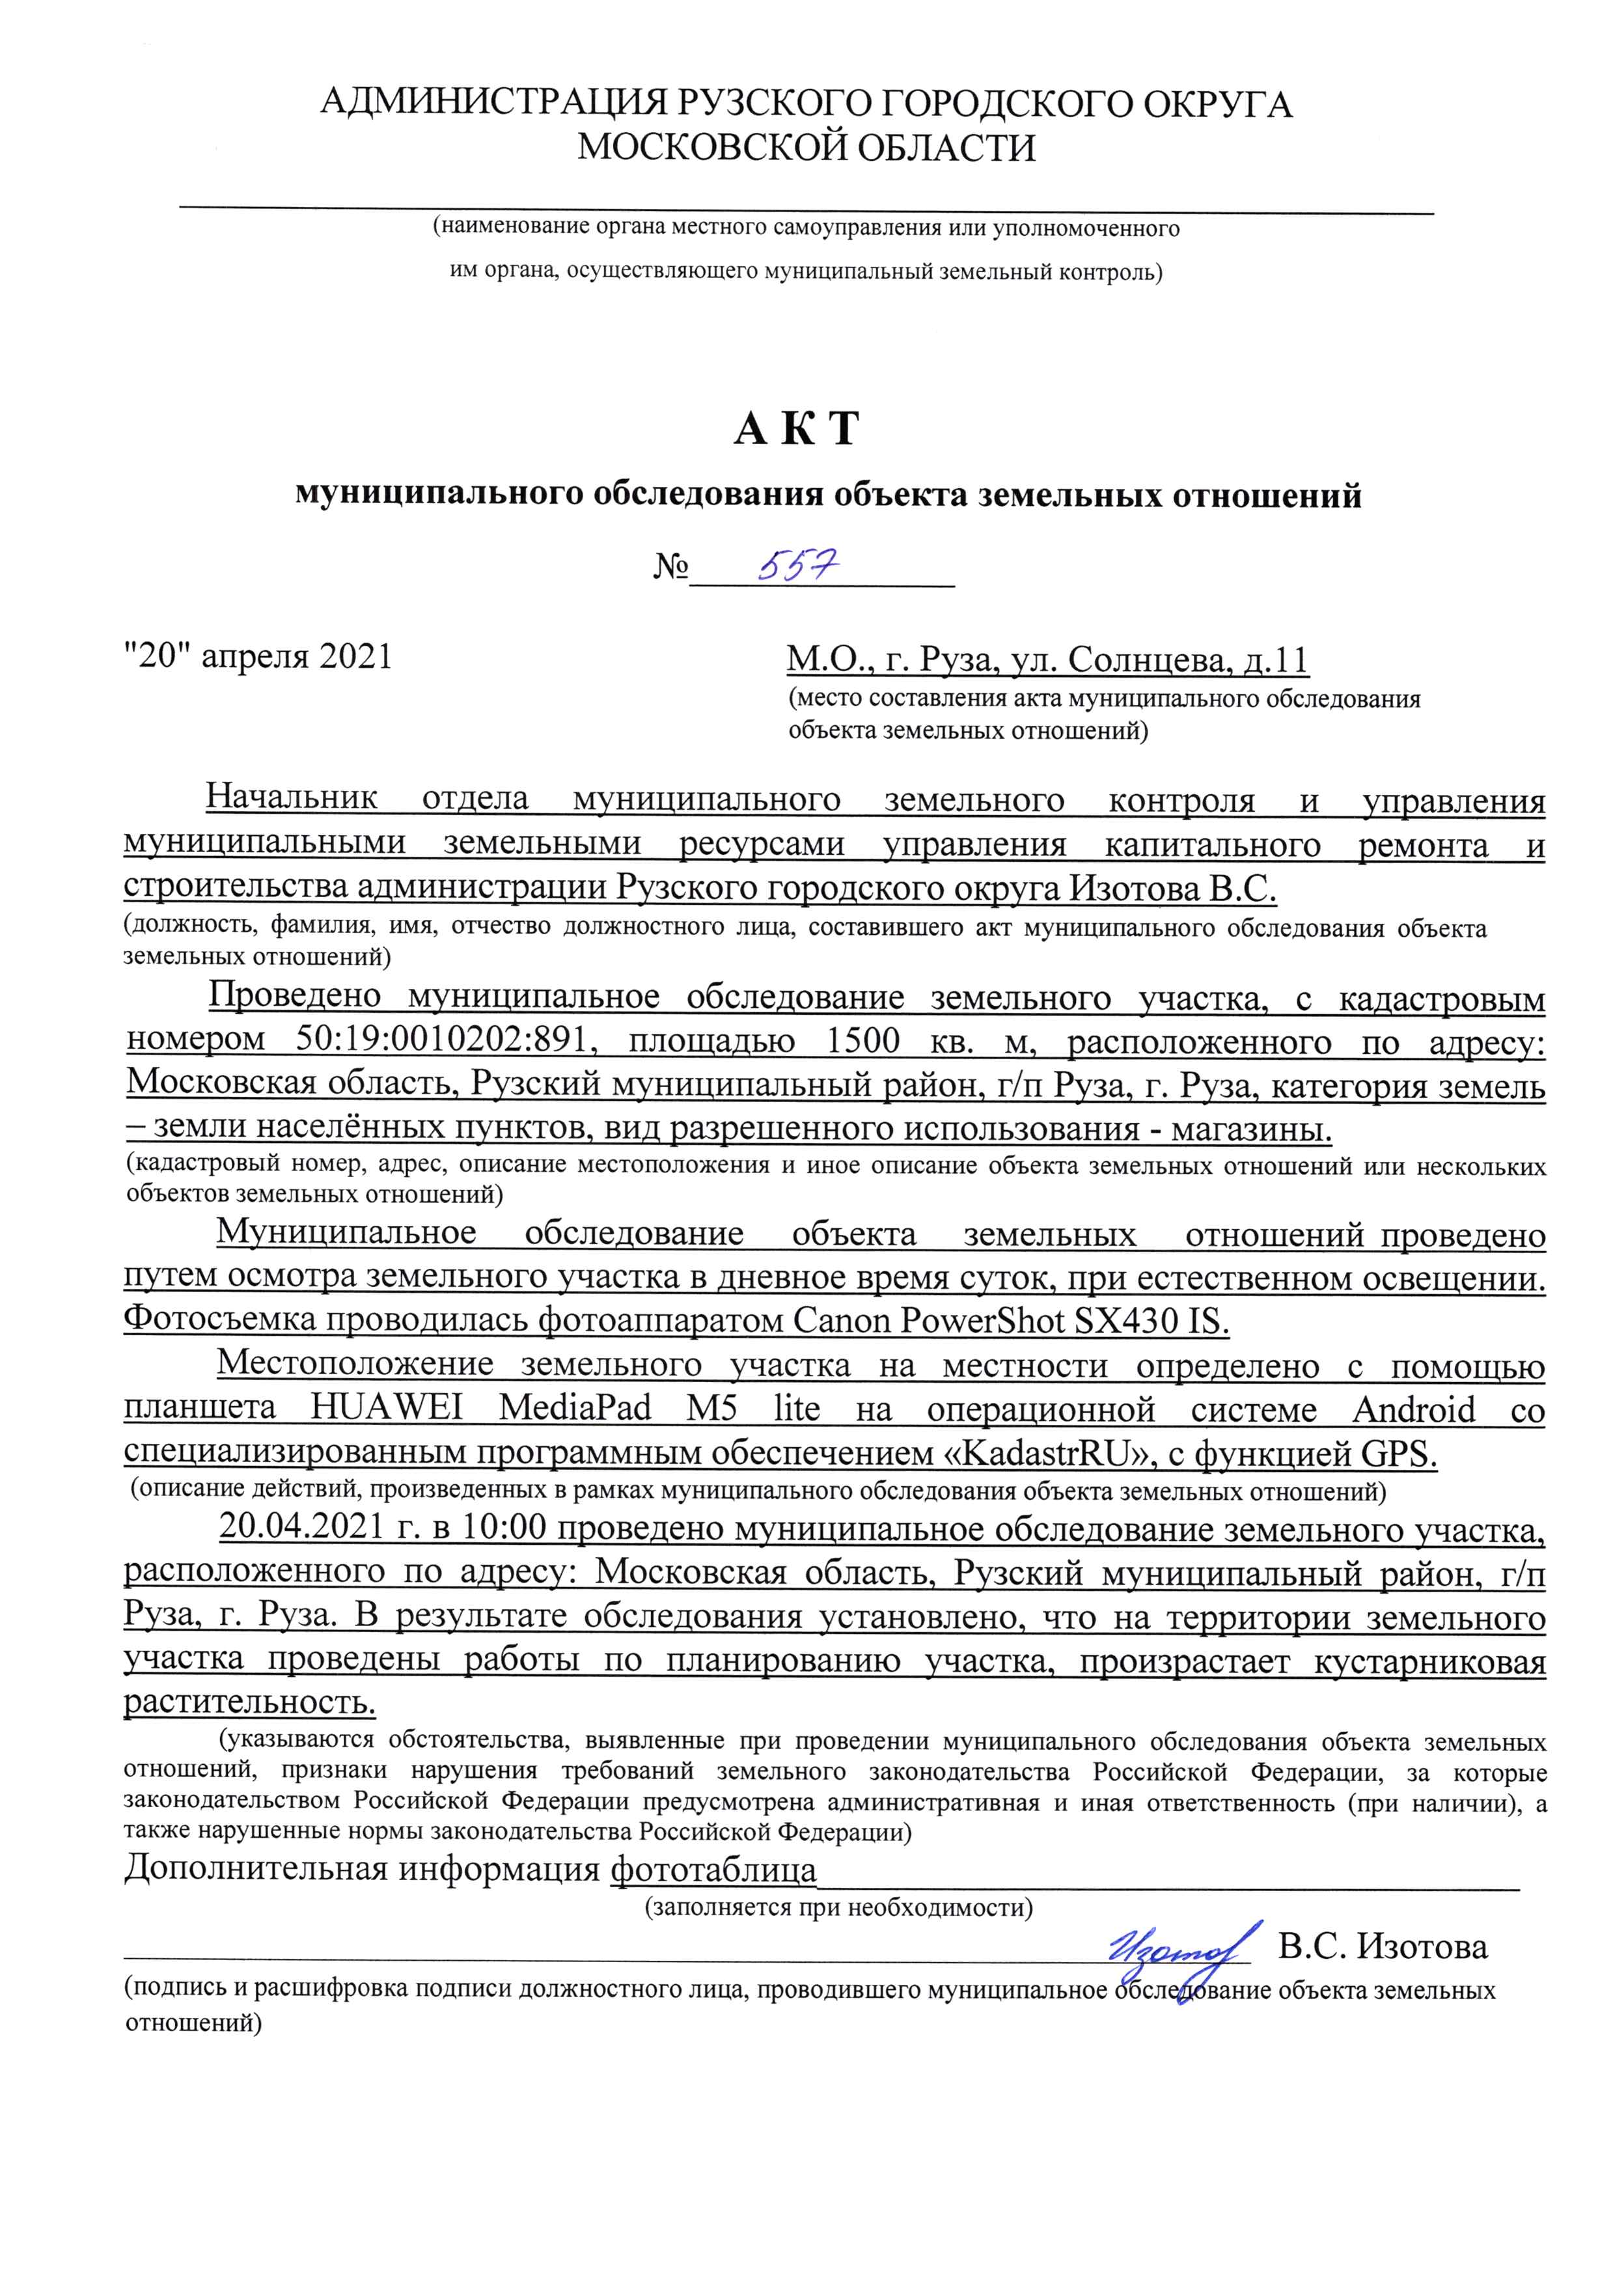 АДМИНИСТРАЦИЯ РУЗСКОГО ГОРОДСКОГО ОКРУГА
МОСКОВСКОЙ ОБЛАСТИ
(наименование органа местного самоуправления или уполномоченного
им органа, осуществляющего муниципальный земельный контроль)
А К Т
муниципального обследования объекта земельных отношений
№ 557
"20" апреля 2021
М.О., г. Руза, ул. Солнцева, д.11
(место составления акта муниципального обследования
объекта земельных отношений)
Начальник отдела муниципального земельного контроля и управления
муниципальными земельными ресурсами управления капитального ремонта и
строительства администрации Рузского городского округа Изотова В.С.
(должность, фамилия, имя, отчество должностного лица, составившего акт муниципального обследования объекта
земельных отношений)
Проведено муниципальное обследование земельного участка, с кадастровым
номером 50:19:0010202:891, площадью 1500 кв. м, расположенного по адресу:
Московская область, Рузский муниципальный район, г/п Руза, г. Руза, категория земель
– земли населённых пунктов, вид разрешенного использования - магазины.
(кадастровый номер, адрес, описание местоположения и иное описание объекта земельных отношений или нескольких
объектов земельных отношений)
Муниципальное обследование объекта земельных отношений проведено
путем осмотра земельного участка в дневное время суток, при естественном освещении.
Фотосъемка проводилась фотоаппаратом Canon PowerShot SX430 IS.
Местоположение земельного участка на местности определено с помощью
планшета HUAWEI MediaPad M5 lite на операционной системе Android со
специализированным программным обеспечением «KadastrRU», с функцией GPS.
(описание действий, произведенных в рамках муниципального обследования объекта земельных отношений)
20.04.2021 г. в 10:00 проведено муниципальное обследование земельного участка,
расположенного по адресу: Московская область, Рузский муниципальный район, г/п
Руза, г. Руза. В результате обследования установлено, что на территории земельного
участка проведены работы по планированию участка, произрастает кустарниковая
растительность.
(указываются обстоятельства, выявленные при проведении муниципального обследования объекта земельных
отношений, признаки нарушения требований земельного законодательства Российской Федерации, за которые
законодательством Российской Федерации предусмотрена административная и иная ответственность (при наличии), а
также нарушенные нормы законодательства Российской Федерации)
Дополнительная информация фототаблица
(заполняется при необходимости)
Изотов В.С. Изотова
(подпись и расшифровка подписи должностного лица, проводившего муниципальное обследование объекта земельных
отношений)